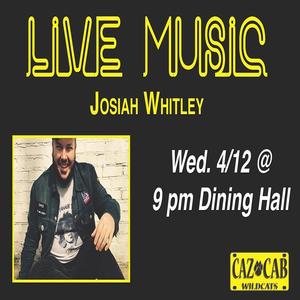 LIVE MUSIC
JOSIAH WHITLEY
Wed. 4/12 @
9 pm Dining Hall
CAZ CAB
WILDCATS